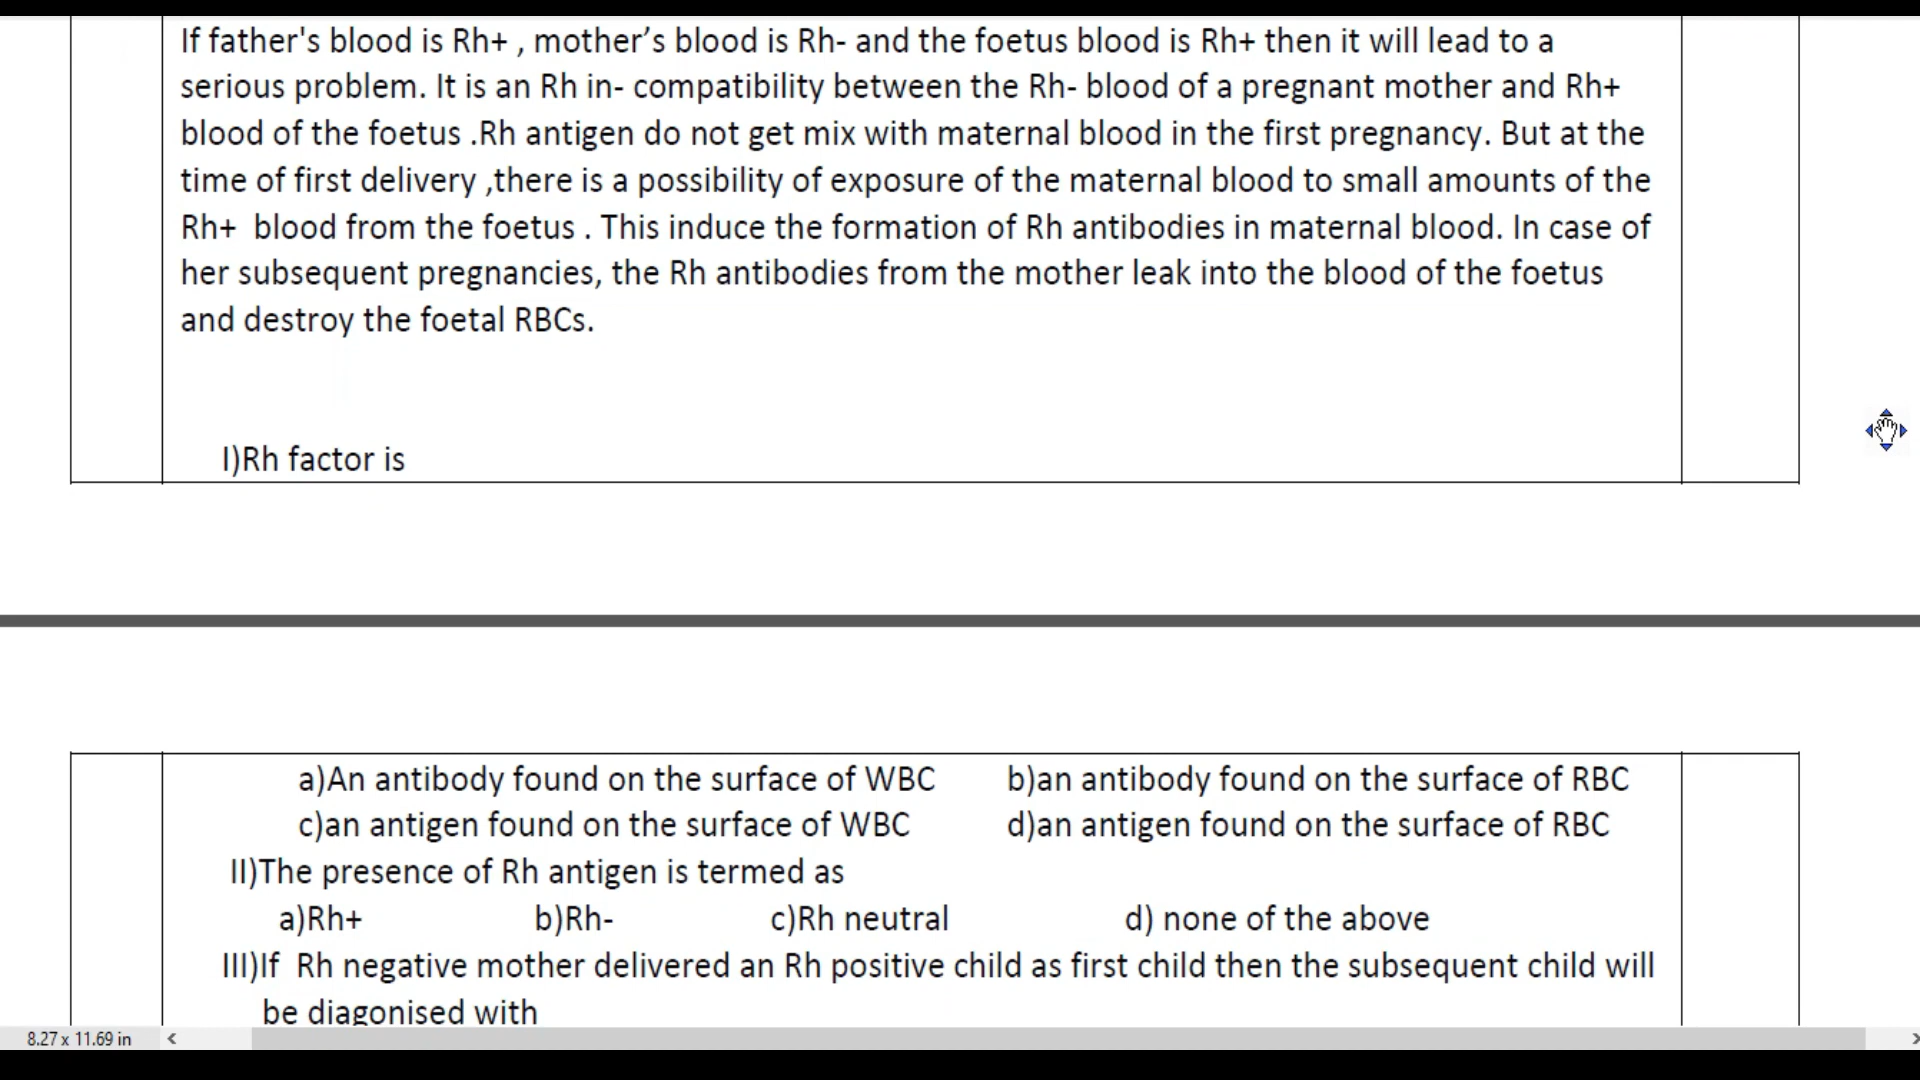 If father's blood is Rh+ , mother’s blood is Rh- and the foetus blood is Rh+ then it will lead to a
serious problem. It is an Rh in- compatibility between the Rh- blood of a pregnant mother and Rh+
blood of the foetus .Rh antigen do not get mix with maternal blood in the first pregnancy. But at the
time of first delivery ,there is a possibility of exposure of the maternal blood to small amounts of the
Rh+  blood from the foetus . This induce the formation of Rh antibodies in maternal blood. In case of
her subsequent pregnancies, the Rh antibodies from the mother leak into the blood of the foetus
and destroy the foetal RBCs.
I)Rh factor is
a)An antibody found on the surface of WBC b)an antibody found on the surface of RBC
c)an antigen found on the surface of WBC d)an antigen found on the surface of RBC
II)The presence of Rh antigen is termed as
a)Rh+ b)Rh- c)Rh neutral d) none of the above
III)If  Rh negative mother delivered an Rh positive child as first child then the subsequent child will
be diagonised with
8.27 x 11.69 in